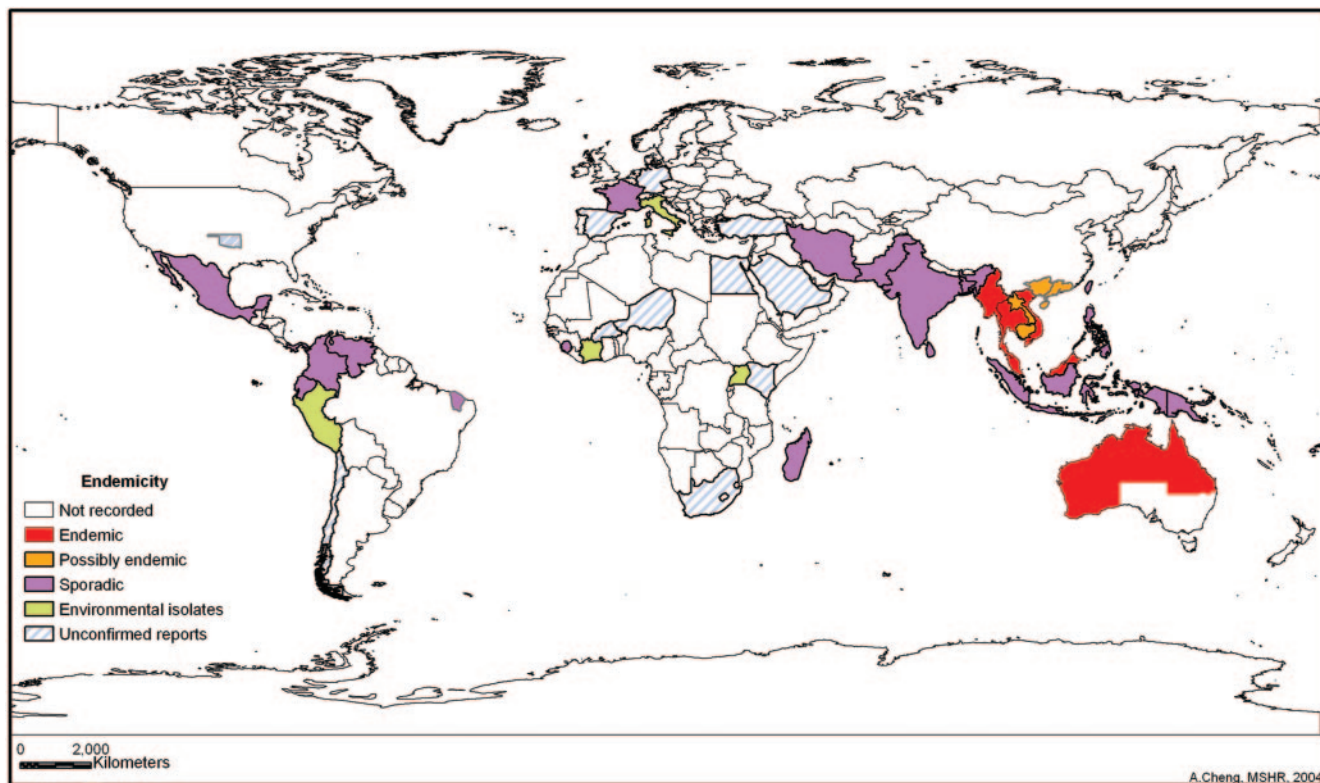 Endemicity
Not recorded
Endemic
Possibly endemic
Sporadic
Environmental isolates
Unconfirmed reports
0 2,000
Kilometers
A.Cheng, MSHR, 2004